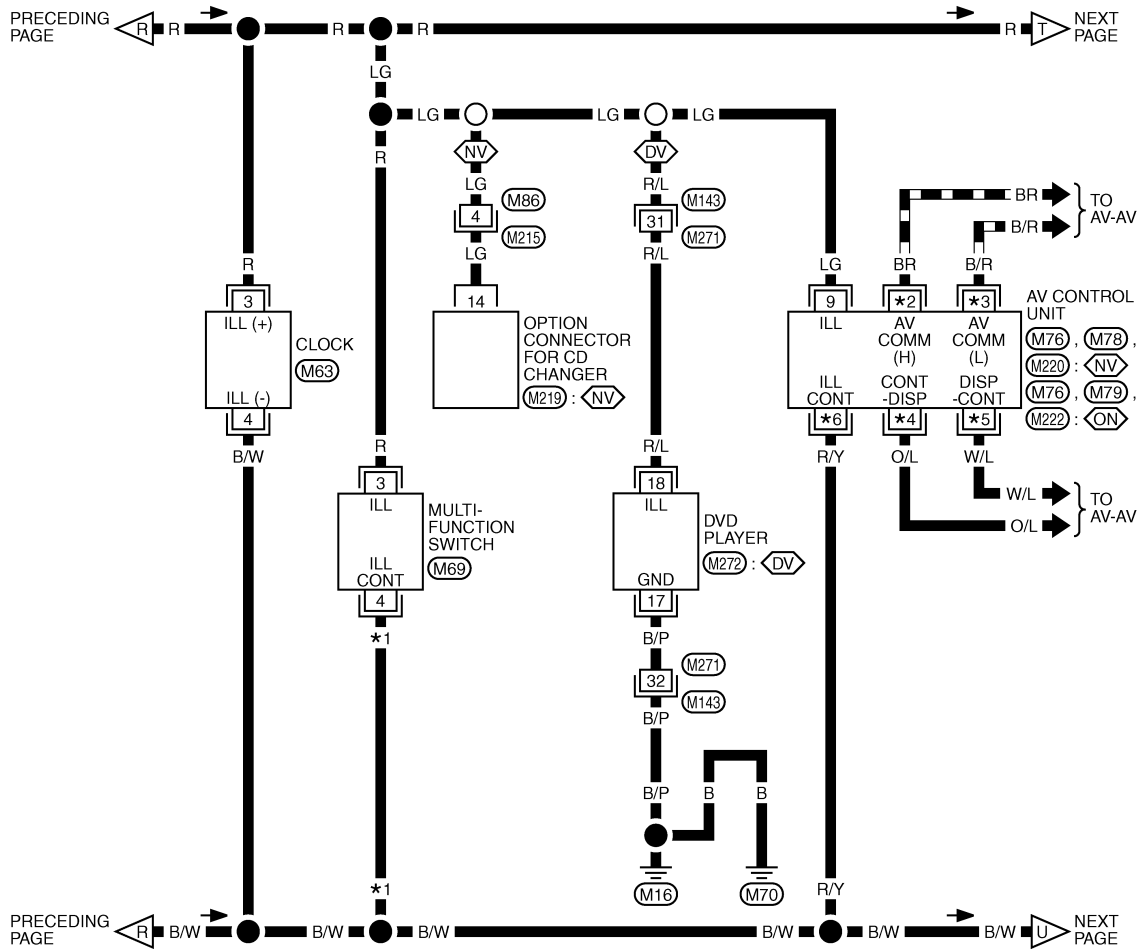 PRECEDING
PAGE
R
R
R
R
R
T
NEXT
PAGE
LG
LG
LG
LG
R
NV
DV
LG
R/L
M86
M143
4
31
M215
M271
LG
R/L
BR
TO
AV-AV
B/R
R
LG
BR
B/R
3
14
9
★2
★3
ILL (+)
CLOCK
M63
ILL (-)
4
B/W
OPTION
CONNECTOR
FOR CD
CHANGER
M219 : NV
ILL
AV
COMM
(H)
AV
COMM
(L)
ILL
CONT
CONT
-DISP
DISP
-CONT
AV CONTROL
UNIT
M76 , M78 ,
M220 : NV
M76 , M79 ,
M222 : ON
★6
★4
★5
R
R/L
R/Y
O/L
W/L
3
ILL
MULTI-
FUNCTION
SWITCH
M69
ILL
CONT
4
18
ILL
DVD
PLAYER
M272 : DV
GND
17
W/L
O/L
TO
AV-AV
★1
B/P
M271
32
M143
B/P
B/P
B
B
M16
M70
★1
R/Y
PRECEDING
PAGE
R
B/W
B/W
B/W
B/W
B/W
B/W
U
NEXT
PAGE